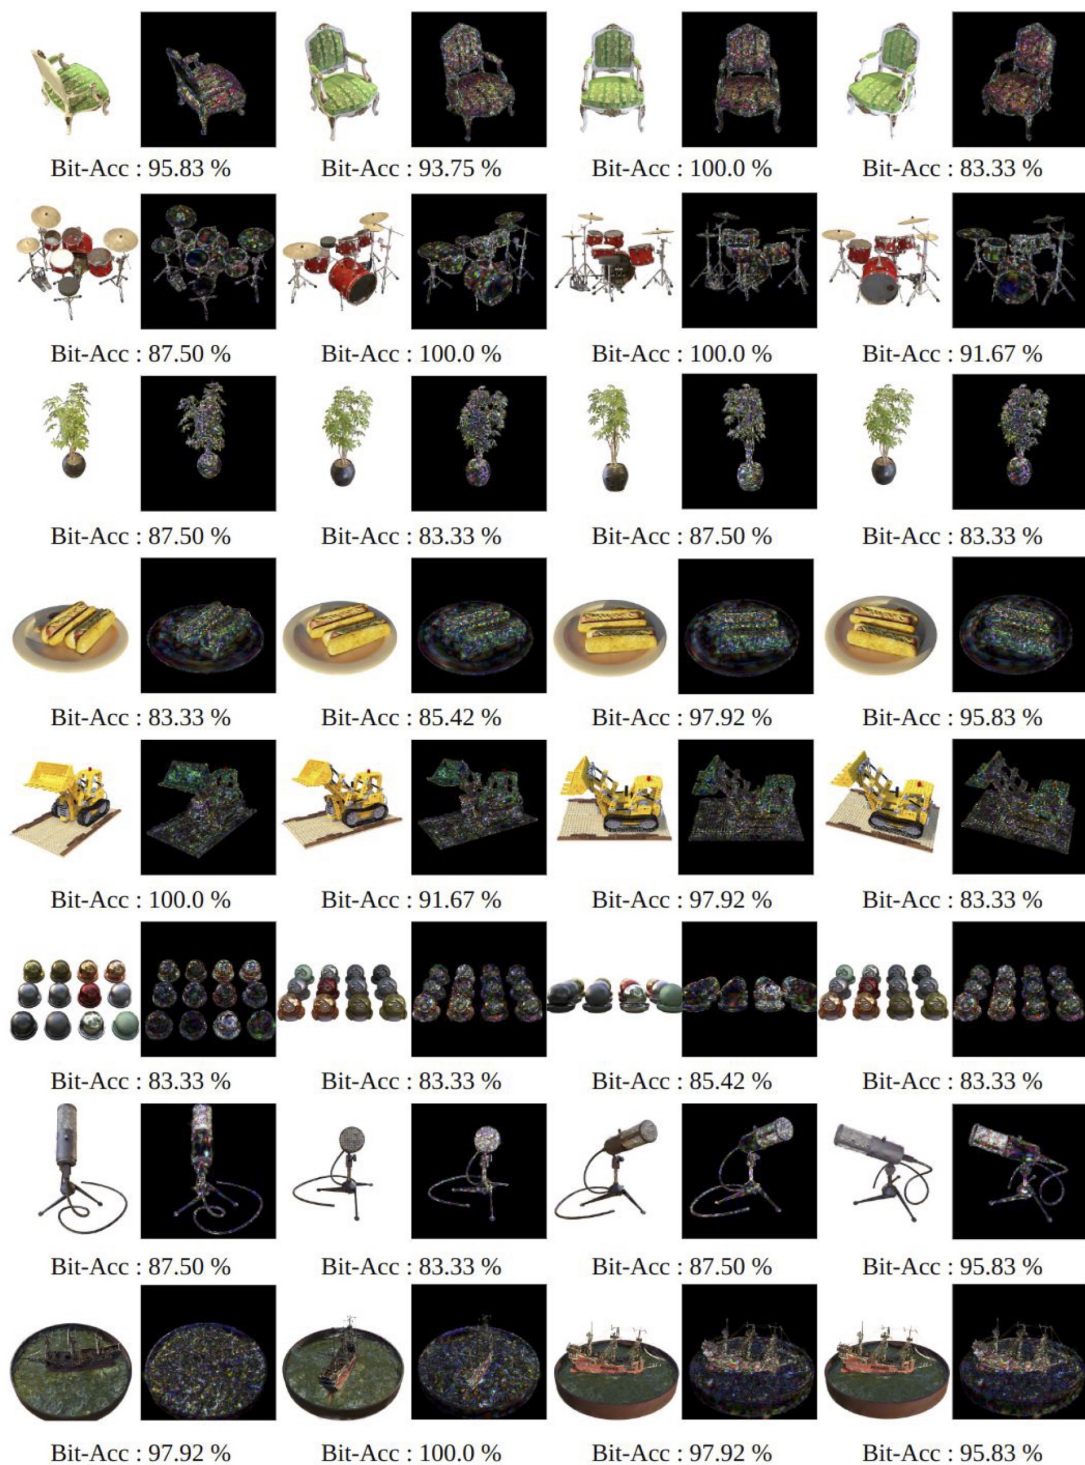 Bit-Acc : 95.83 % Bit-Acc : 93.75 % Bit-Acc : 100.0 % Bit-Acc : 83.33 %
Bit-Acc : 87.50 % Bit-Acc : 100.0 % Bit-Acc : 100.0 % Bit-Acc : 91.67 %
Bit-Acc : 87.50 % Bit-Acc : 83.33 % Bit-Acc : 87.50 % Bit-Acc : 83.33 %
Bit-Acc : 83.33 % Bit-Acc : 85.42 % Bit-Acc : 97.92 % Bit-Acc : 95.83 %
Bit-Acc : 100.0 % Bit-Acc : 91.67 % Bit-Acc : 97.92 % Bit-Acc : 83.33 %
Bit-Acc : 83.33 % Bit-Acc : 83.33 % Bit-Acc : 85.42 % Bit-Acc : 83.33 %
Bit-Acc : 87.50 % Bit-Acc : 83.33 % Bit-Acc : 87.50 % Bit-Acc : 95.83 %
Bit-Acc : 97.92 % Bit-Acc : 100.0 % Bit-Acc : 97.92 % Bit-Acc : 95.83 %